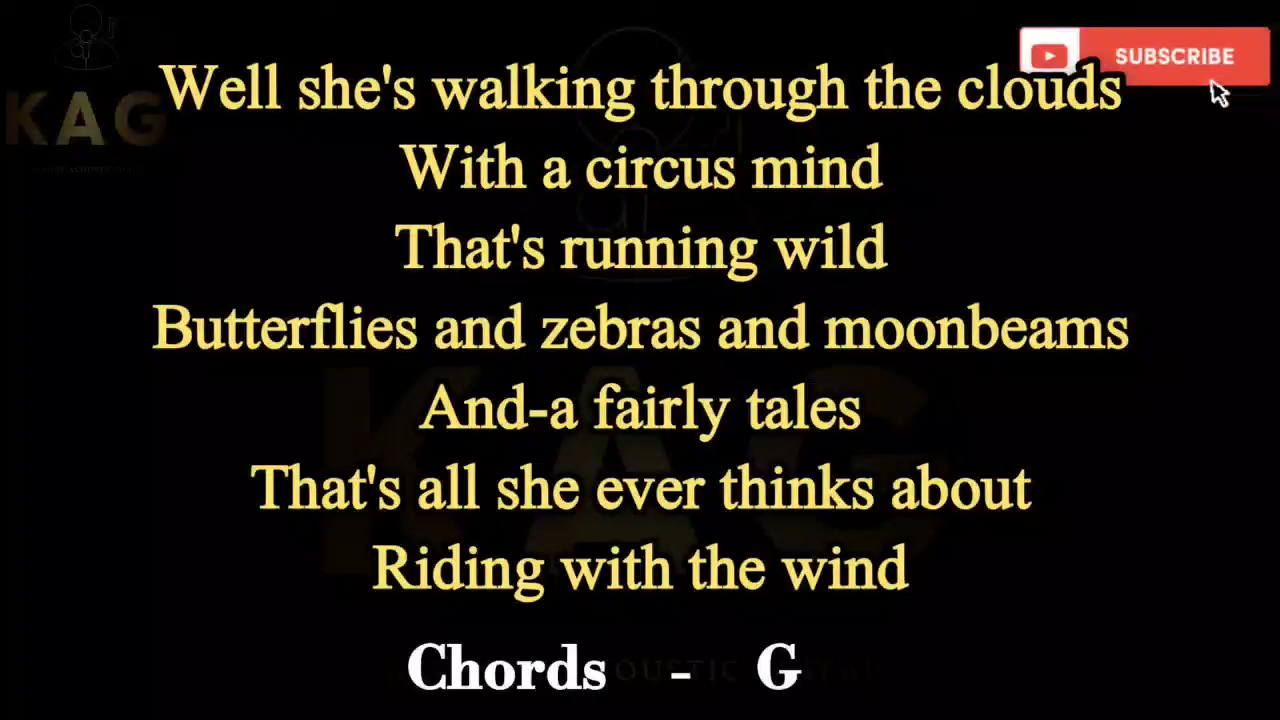 SUBSCRIBE
Well she's walking through the clouds
KAG
With a circus mind
That's running wild
Butterflies and zebras and moonbeams
And-a fairly tales
That's all she ever thinks about
Riding with the wind
KAG
Chords - G